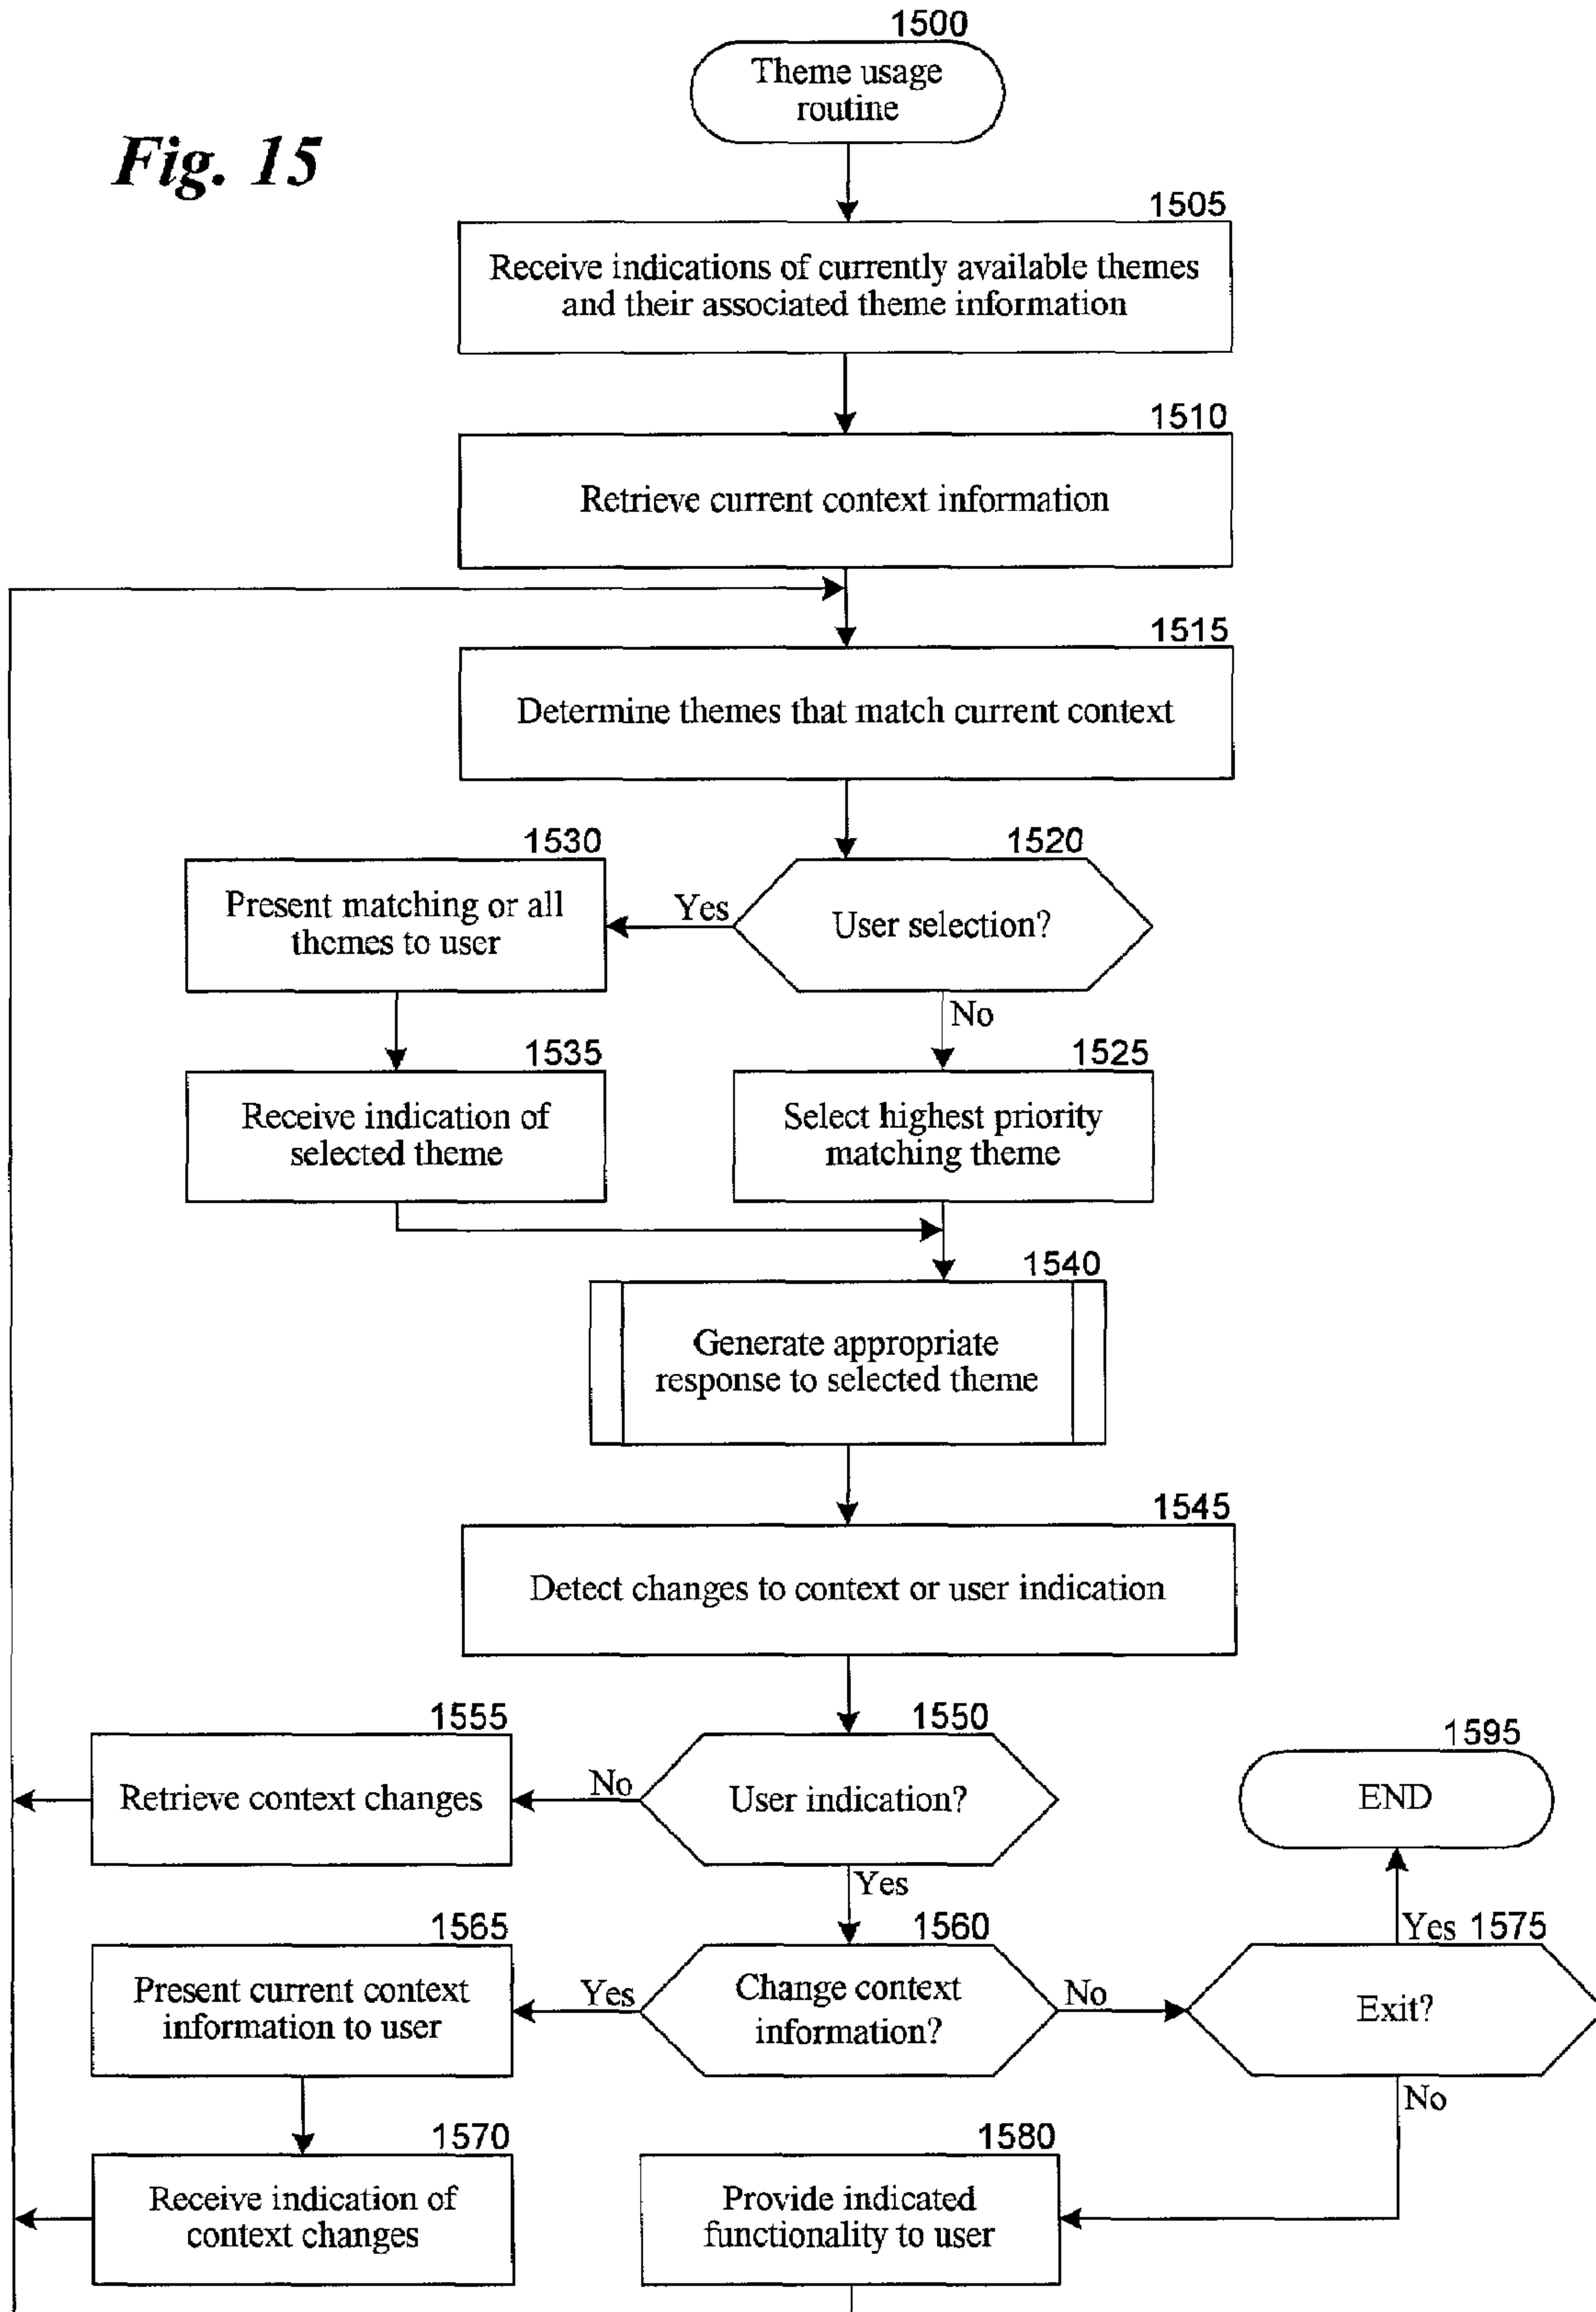 1500
Theme usage
routine
Fig. 15
1505
Receive indications of currently available themes
and their associated theme information
1510
Retrieve current context information
1515
Determine themes that match current context
1530
1520
Present matching or all
themes to user
Yes
User selection?
No
1535
1525
Receive indication of
selected theme
Select highest priority
matching theme
1540
Generate appropriate
response to selected theme
1545
Detect changes to context or user indication
1555
1550
1595
Retrieve context changes
No
User indication?
END
Yes
1565
1560
Yes 1575
Present current context
information to user
Yes
Change context
information?
No
Exit?
No
1570
1580
Receive indication of
context changes
Provide indicated
functionality to user